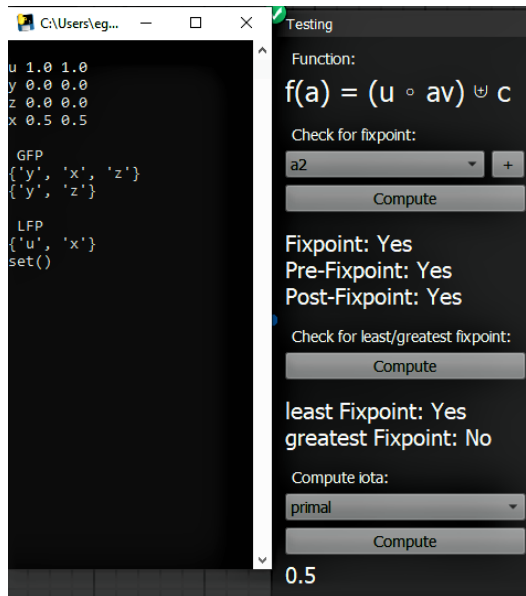 C:\Users\eg...
u 1.0 1.0
y 0.0 0.0
z 0.0 0.0
x 0.5 0.5
GFP
{'y', 'x', 'z'}
{'y', 'z'}
LFP
{'u', 'x'}
set()
Testing
Function:
f(a) = (u ∘ av) ⊌ c
Check for fixpoint:
a2
+
Compute
Fixpoint: Yes
Pre-Fixpoint: Yes
Post-Fixpoint: Yes
Check for least/greatest fixpoint:
Compute
least Fixpoint: Yes
greatest Fixpoint: No
Compute iota:
primal
Compute
0.5